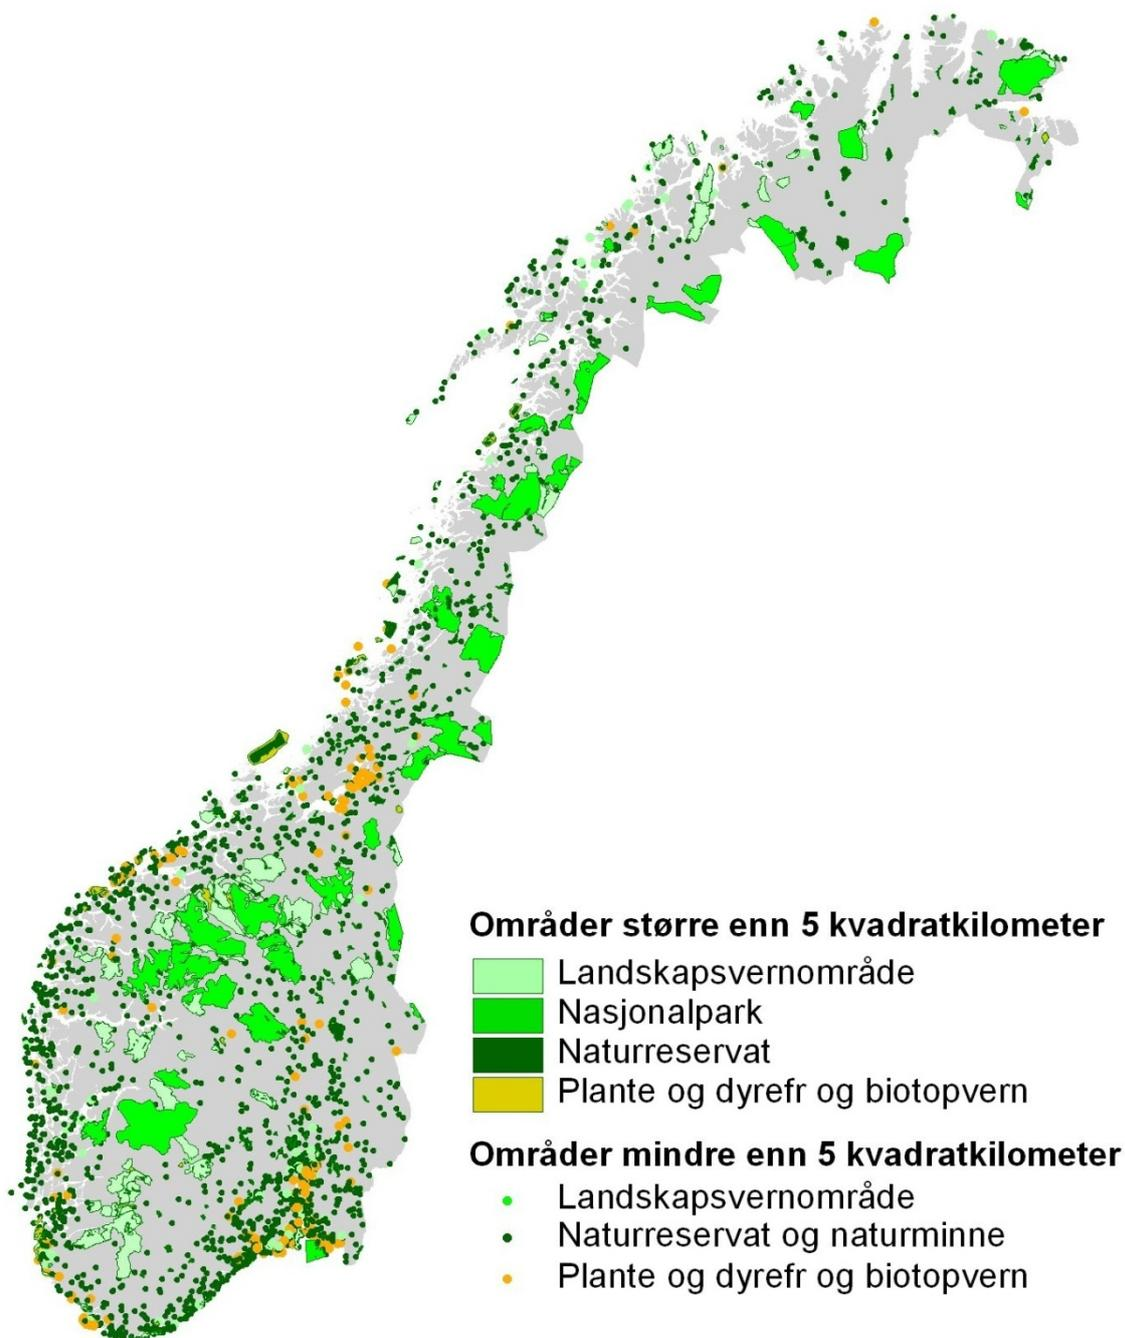 Områder større enn 5 kvadratkilometer
Landskapsvernområde
Nasjonalpark
Naturreservat
Plante og dyrefr og biotopvern
Områder mindre enn 5 kvadratkilometer
Landskapsvernområde
Naturreservat og naturminne
Plante og dyrefr og biotopvern